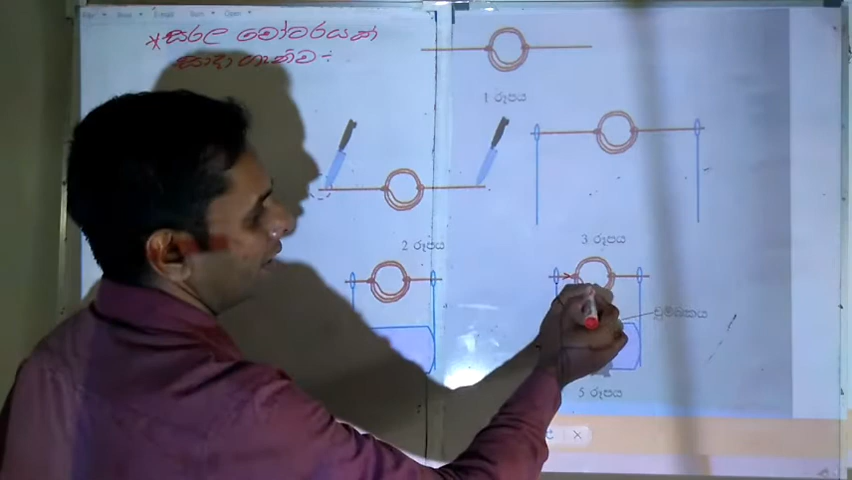 සරල මෝටරයක්
සාදා ගැනීම :-
1 රූපය
2 රූපය
3 රූපය
චුම්බකය
5 රූපය